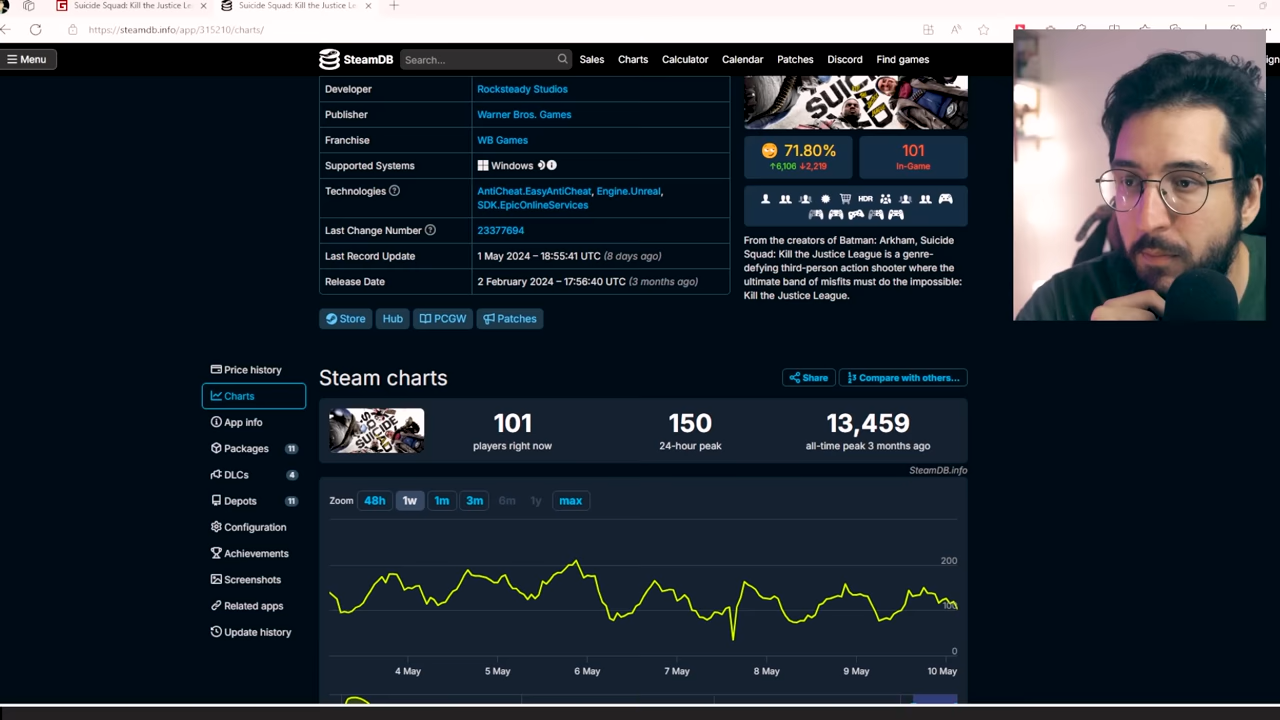 Suicide Squad: Kill the Justice Le
Suicide Squad: Kill the Justice Le
https://steamdb.info/app/315210/charts/
Menu
SteamDB
Search...
Sales
Charts
Calculator
Calendar
Patches
Discord
Find games
Developer
Rocksteady Studios
Publisher
Warner Bros. Games
Franchise
WB Games
Supported Systems
Windows
Technologies
AntiCheat.EasyAntiCheat, Engine.Unreal,
SDK.EpicOnlineServices
Last Change Number
23377694
Last Record Update
1 May 2024 – 18:55:41 UTC (8 days ago)
Release Date
2 February 2024 – 17:56:40 UTC (3 months ago)
71.80%
↑6,106 ↓2,219
101
In-Game
HDR
From the creators of Batman: Arkham, Suicide
Squad: Kill the Justice League is a genre-
defying third-person action shooter where the
ultimate band of misfits must do the impossible:
Kill the Justice League.
Store
Hub
PCGW
Patches
Price history
Charts
App info
Packages 11
DLCs 4
Depots 11
Configuration
Achievements
Screenshots
Related apps
Update history
Steam charts
Share
Compare with others...
SUICIDE
101
players right now
150
24-hour peak
13,459
all-time peak 3 months ago
SteamDB.info
Zoom
48h
1w
1m
3m
6m
1y
max
200
100
0
4 May
5 May
6 May
7 May
8 May
9 May
10 May